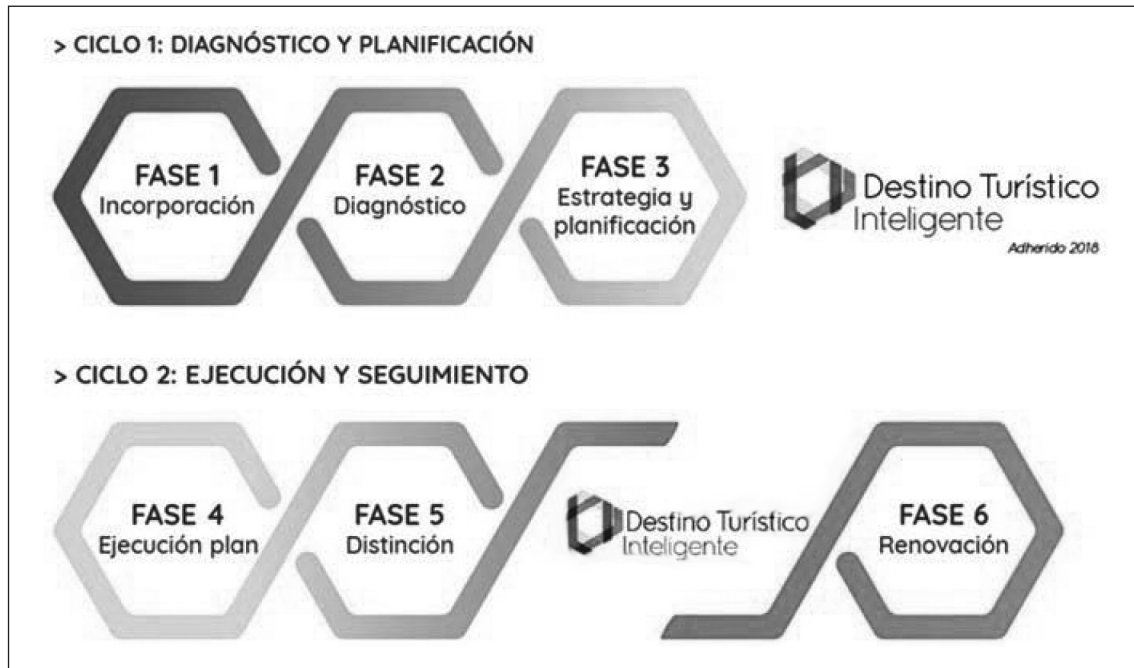 > CICLO 1: DIAGNÓSTICO Y PLANIFICACIÓN
FASE 1
Incorporación
FASE 2
Diagnóstico
FASE 3
Estrategia y
planificación
Destino Turístico
Inteligente
Adherido 2018
> CICLO 2: EJECUCIÓN Y SEGUIMIENTO
FASE 4
Ejecución plan
FASE 5
Distinción
Destino Turístico
Inteligente
FASE 6
Renovación